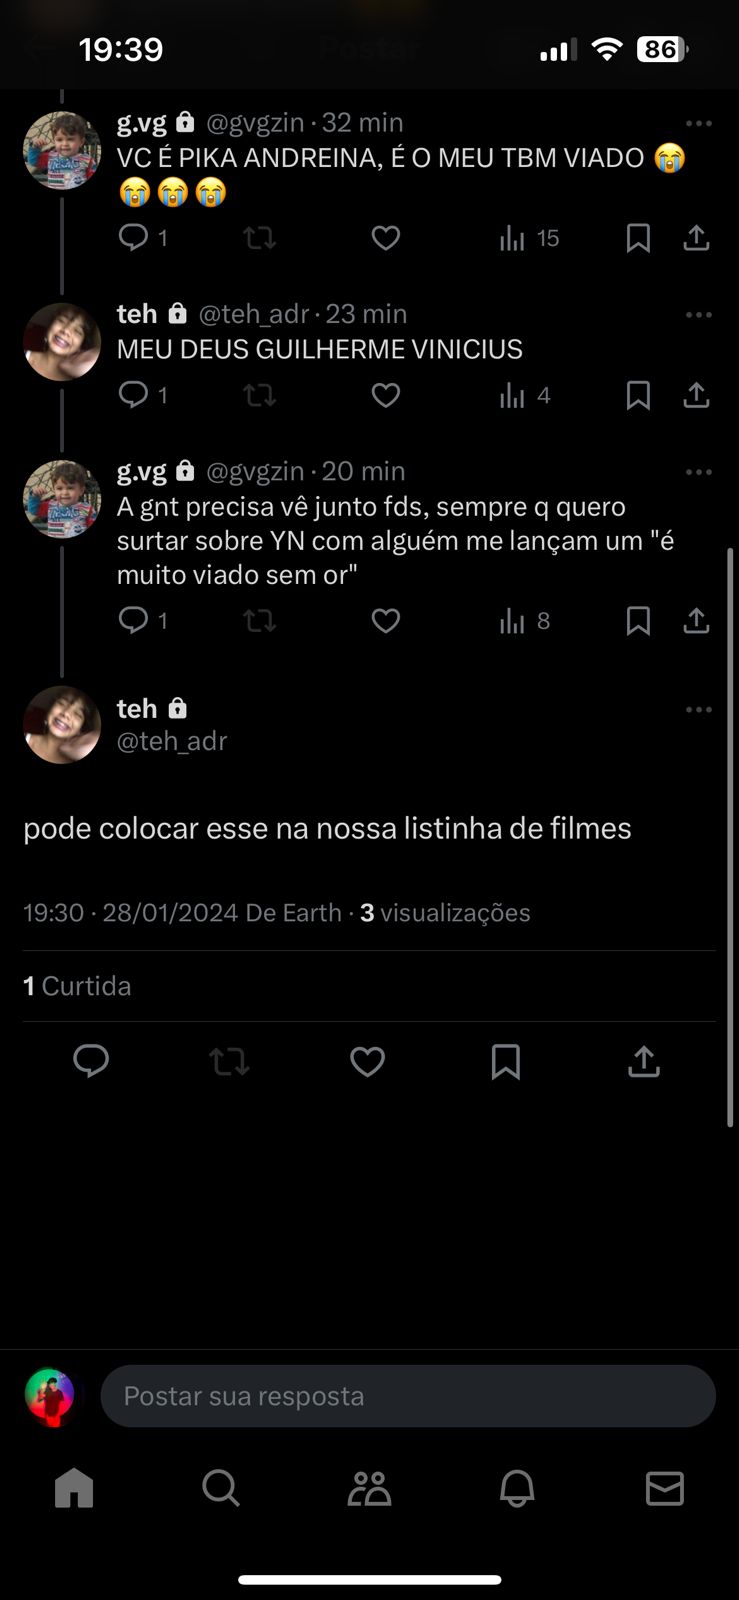 19:39
86
Postar
g.vg @gvgzin · 32 min
VC É PIKA ANDREINA, É O MEU TBM VIADO 😭
😭😭😭
1 15
teh @teh_adr · 23 min
MEU DEUS GUILHERME VINICIUS
1 4
g.vg @gvgzin · 20 min
A gnt precisa vê junto fds, sempre q quero
surtar sobre YN com alguém me lançam um "é
muito viado sem or"
1 8
teh
@teh_adr
pode colocar esse na nossa listinha de filmes
19:30 · 28/01/2024 De Earth · 3 visualizações
1 Curtida
Postar sua resposta